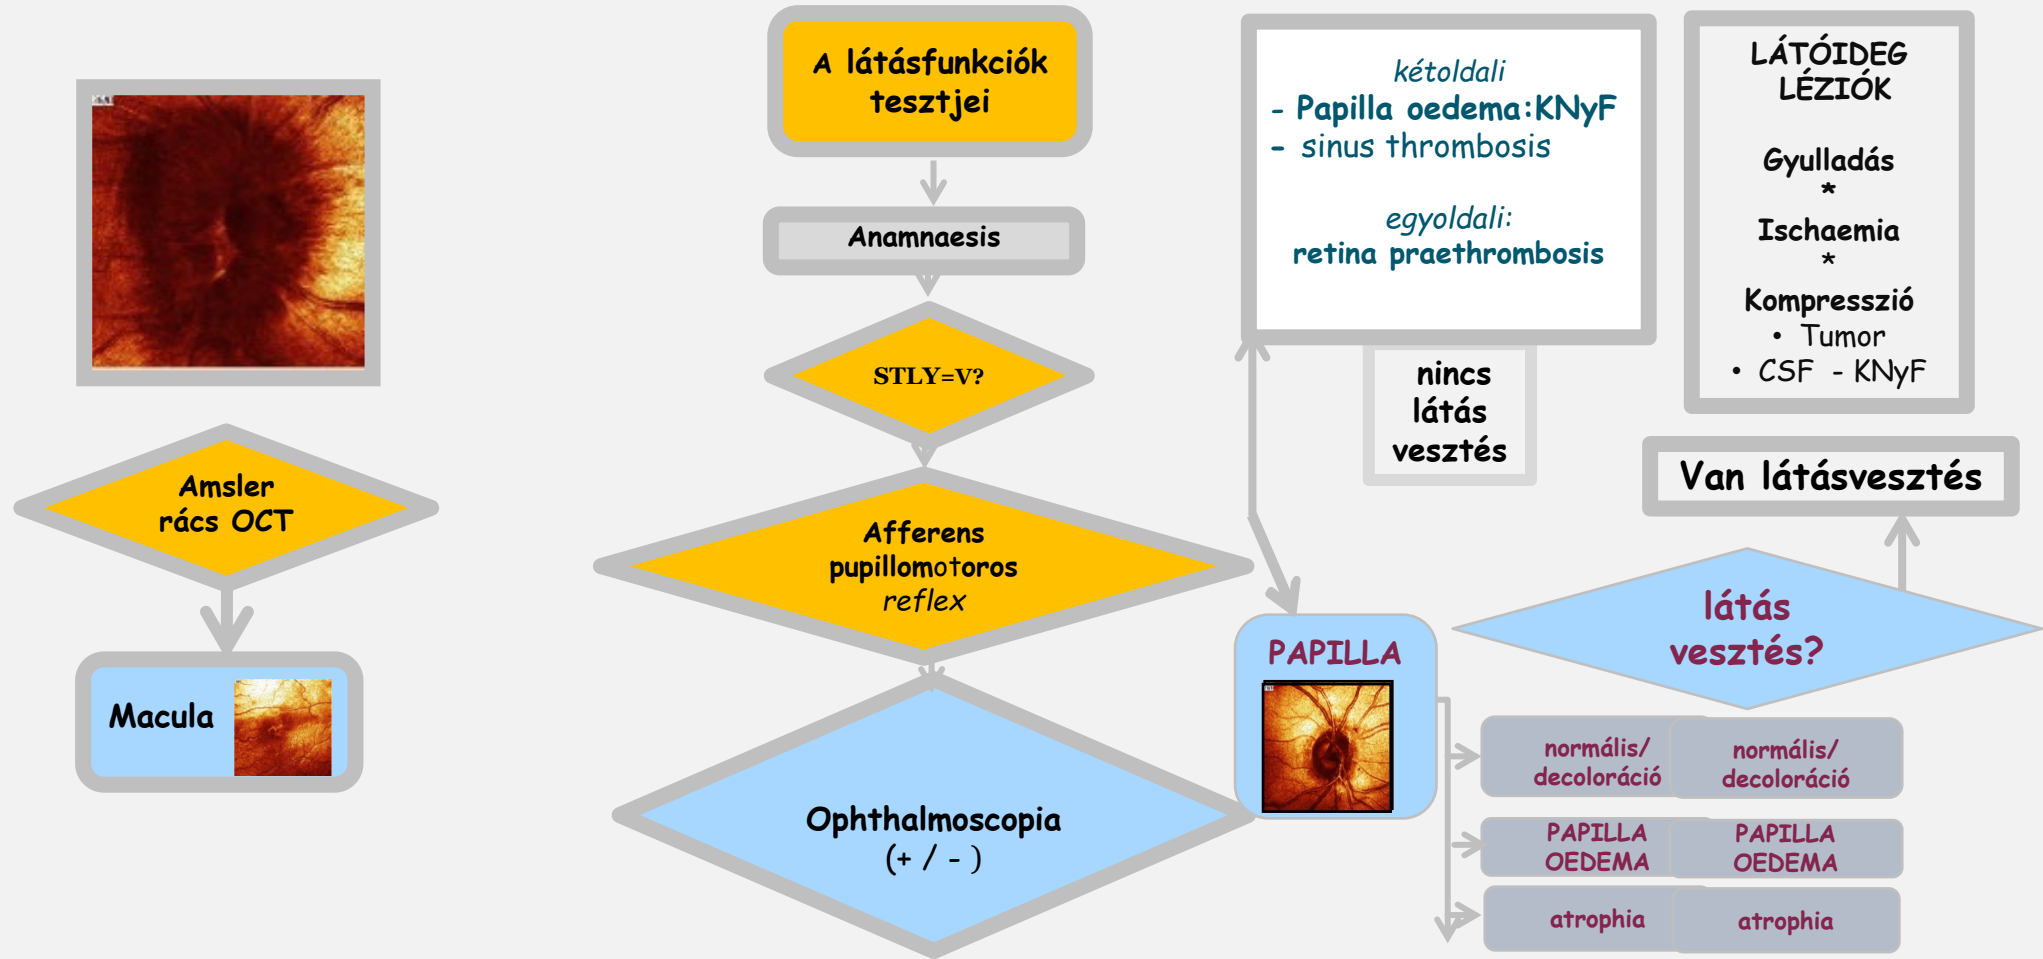 A látásfunkciók
tesztjei
Anamnaesis
STLY=V?
Afferens
pupillomotoros
reflex
Ophthalmoscopia
(+ / - )
Amsler
rács OCT
Macula
kétoldali
- Papilla oedema:KNyF
- sinus thrombosis
egyoldali:
retina praethrombosis
nincs
látás
vesztés
LÁTÓIDEG
LÉZIÓK
Gyulladás
*
Ischaemia
*
Kompresszió
• Tumor
• CSF - KNyF
Van látásvesztés
látás
vesztés?
PAPILLA
normális/
decoloráció
normális/
decoloráció
PAPILLA
OEDEMA
PAPILLA
OEDEMA
atrophia
atrophia